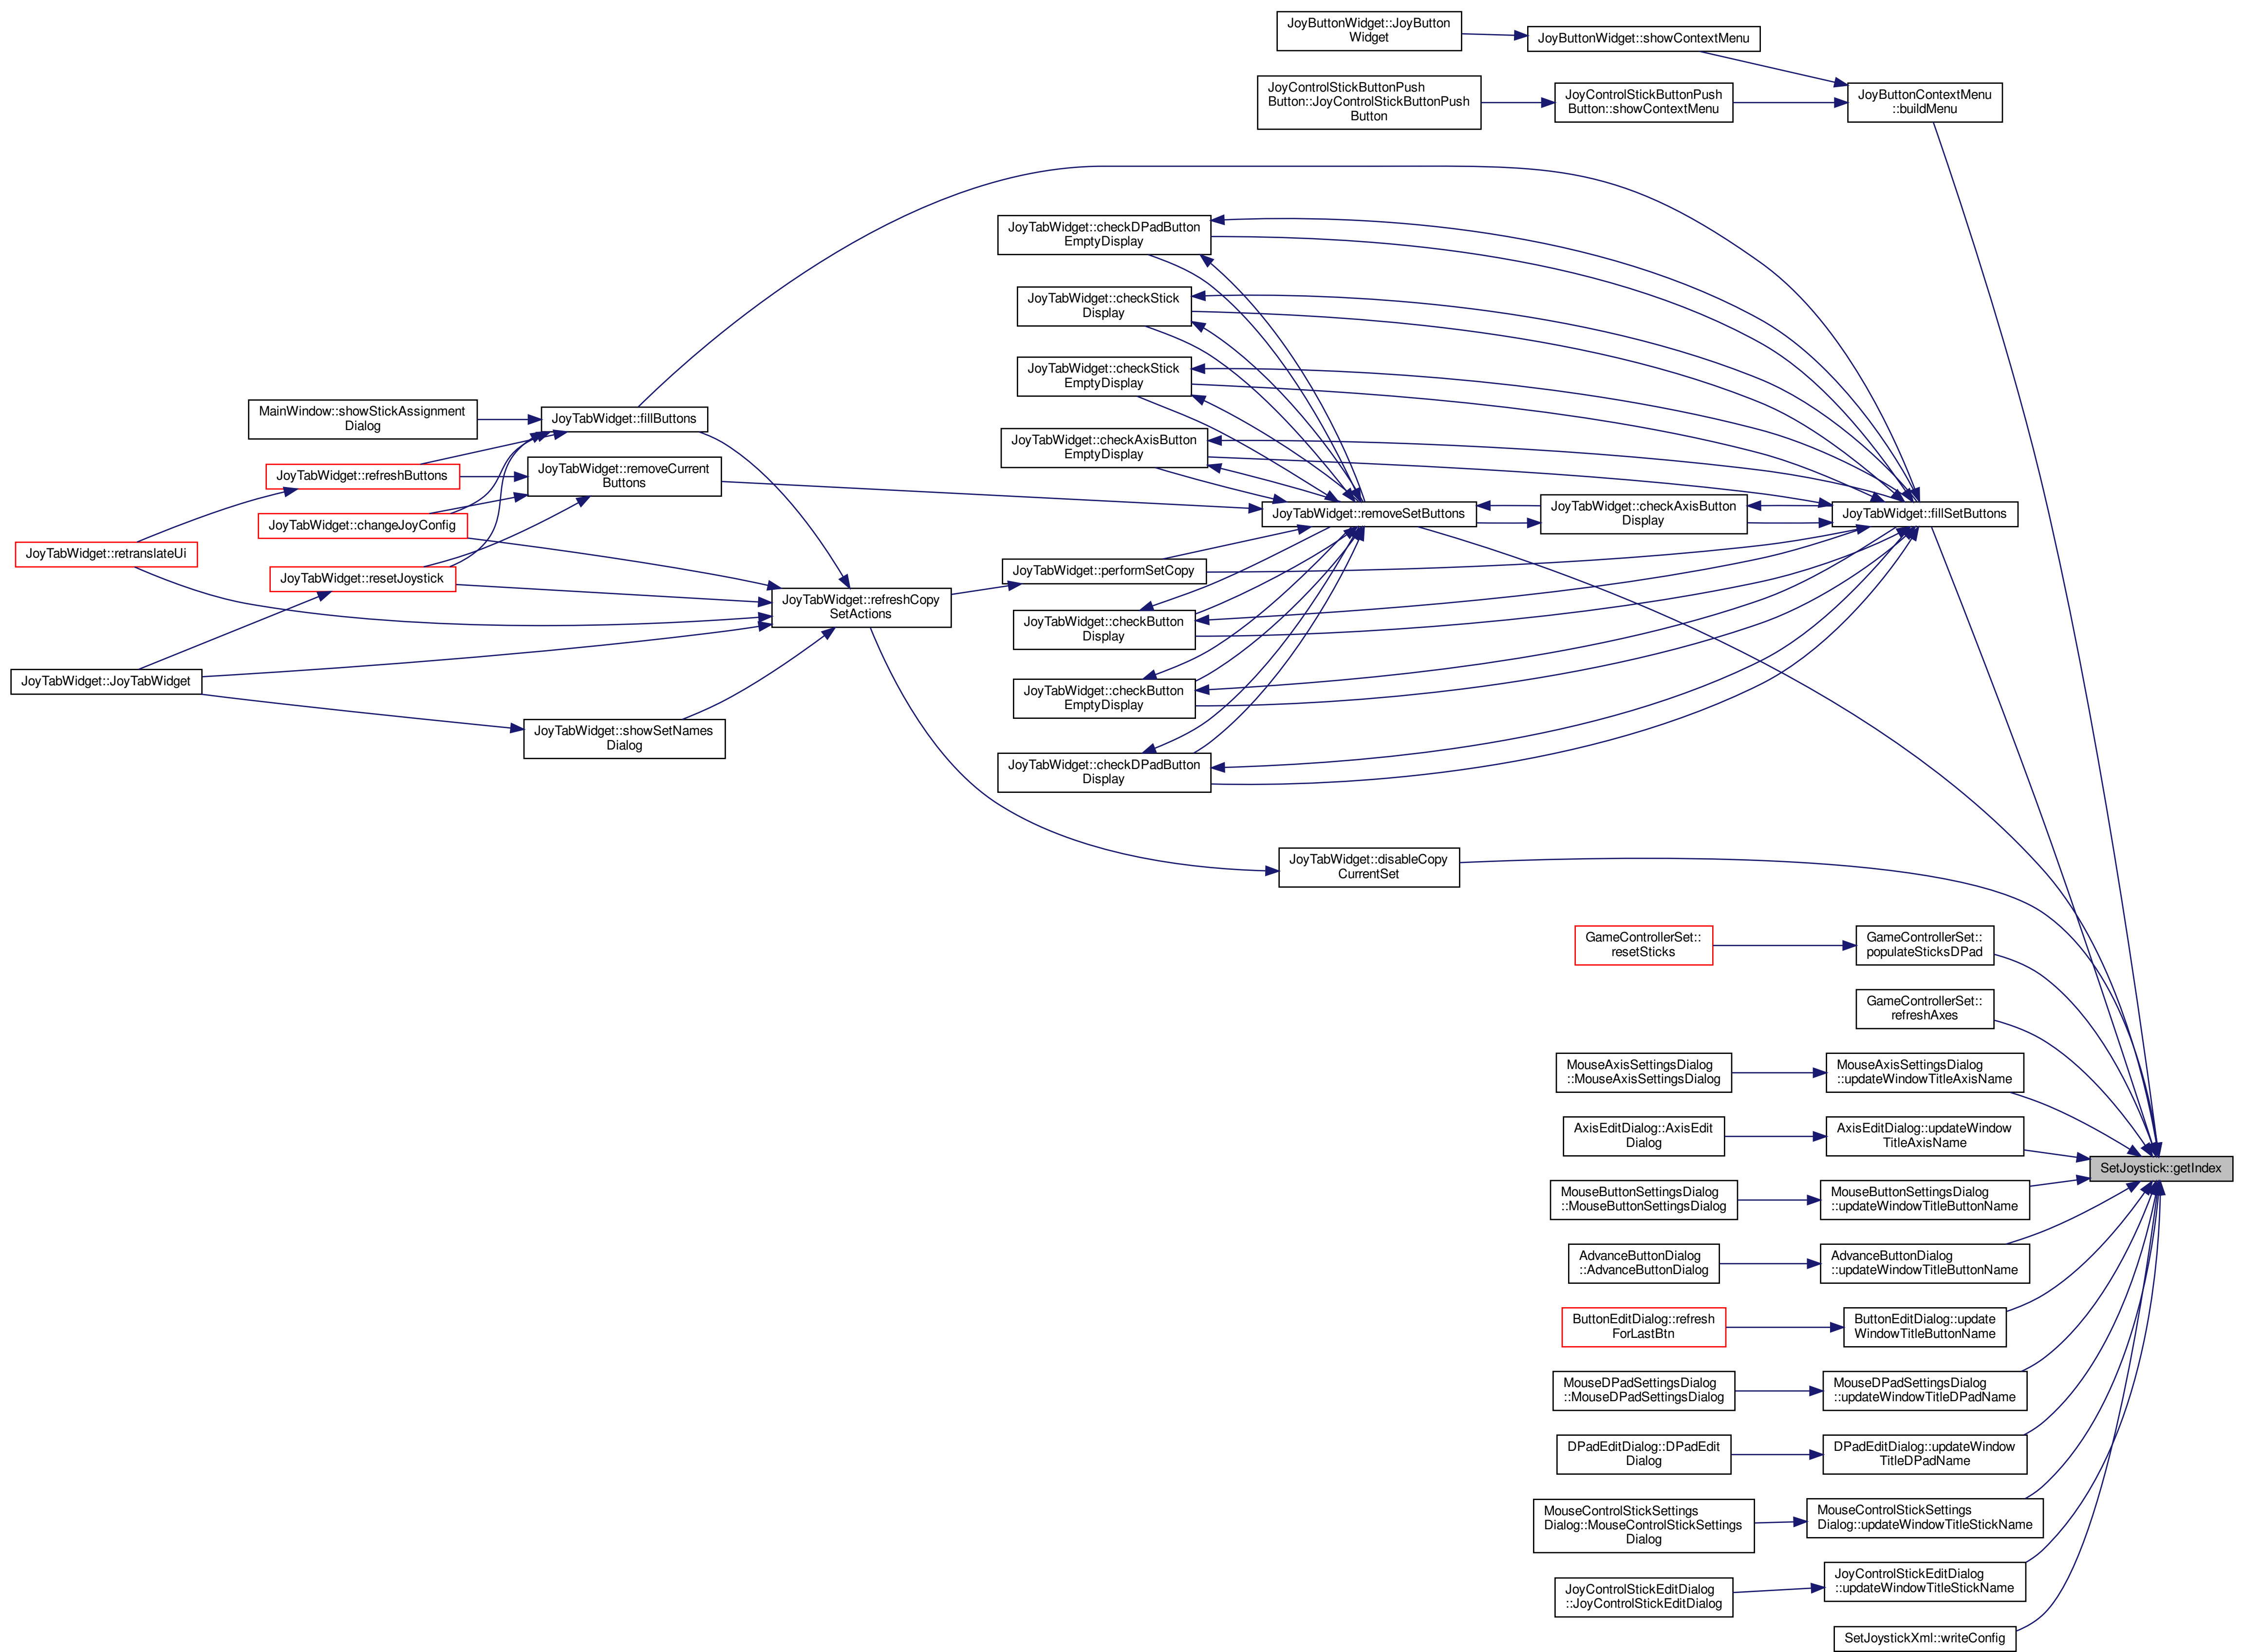 JoyButtonWidget::JoyButton
Widget
JoyButtonWidget::showContextMenu
JoyControlStickButtonPush
Button::JoyControlStickButtonPush
Button
JoyControlStickButtonPush
Button::showContextMenu
JoyButtonContextMenu
::buildMenu
JoyTabWidget::checkDPadButton
EmptyDisplay
JoyTabWidget::checkStick
Display
JoyTabWidget::checkStick
EmptyDisplay
MainWindow::showStickAssignment
Dialog
JoyTabWidget::fillButtons
JoyTabWidget::checkAxisButton
EmptyDisplay
JoyTabWidget::refreshButtons
JoyTabWidget::removeCurrent
Buttons
JoyTabWidget::changeJoyConfig
JoyTabWidget::removeSetButtons
JoyTabWidget::checkAxisButton
Display
JoyTabWidget::fillSetButtons
JoyTabWidget::retranslateUi
JoyTabWidget::resetJoystick
JoyTabWidget::performSetCopy
JoyTabWidget::refreshCopy
SetActions
JoyTabWidget::checkButton
Display
JoyTabWidget::JoyTabWidget
JoyTabWidget::checkButton
EmptyDisplay
JoyTabWidget::showSetNames
Dialog
JoyTabWidget::checkDPadButton
Display
JoyTabWidget::disableCopy
CurrentSet
GameControllerSet::
resetSticks
GameControllerSet::
populateSticksDPad
GameControllerSet::
refreshAxes
MouseAxisSettingsDialog
::MouseAxisSettingsDialog
MouseAxisSettingsDialog
::updateWindowTitleAxisName
AxisEditDialog::AxisEdit
Dialog
AxisEditDialog::updateWindow
TitleAxisName
SetJoystick::getIndex
MouseButtonSettingsDialog
::MouseButtonSettingsDialog
MouseButtonSettingsDialog
::updateWindowTitleButtonName
AdvanceButtonDialog
::AdvanceButtonDialog
AdvanceButtonDialog
::updateWindowTitleButtonName
ButtonEditDialog::refresh
ForLastBtn
ButtonEditDialog::update
WindowTitleButtonName
MouseDPadSettingsDialog
::MouseDPadSettingsDialog
MouseDPadSettingsDialog
::updateWindowTitleDPadName
DPadEditDialog::DPadEdit
Dialog
DPadEditDialog::updateWindow
TitleDPadName
MouseControlStickSettings
Dialog::MouseControlStickSettings
Dialog
MouseControlStickSettings
Dialog::updateWindowTitleStickName
JoyControlStickEditDialog
::JoyControlStickEditDialog
JoyControlStickEditDialog
::updateWindowTitleStickName
SetJoystickXml::writeConfig